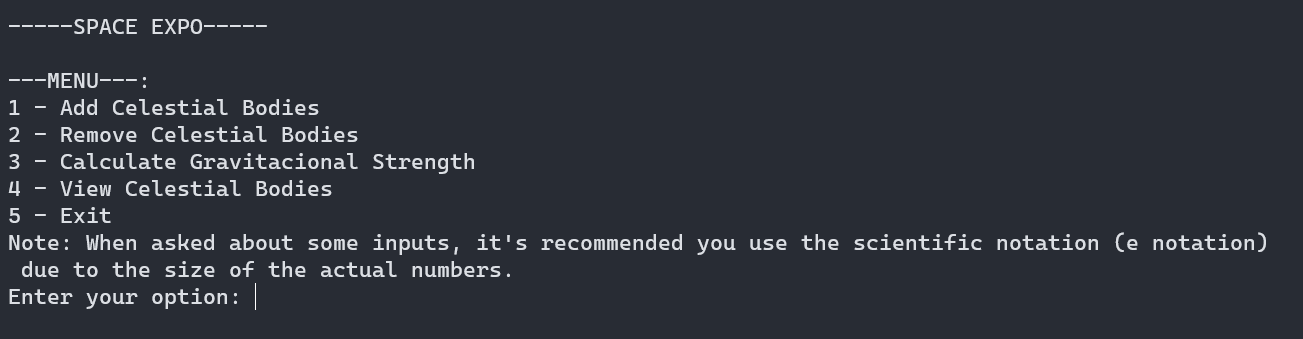 -----SPACE EXPO-----
---MENU---:
1 - Add Celestial Bodies
2 - Remove Celestial Bodies
3 - Calculate Gravitacional Strength
4 - View Celestial Bodies
5 - Exit
Note: When asked about some inputs, it's recommended you use the scientific notation (e notation)
due to the size of the actual numbers.
Enter your option: